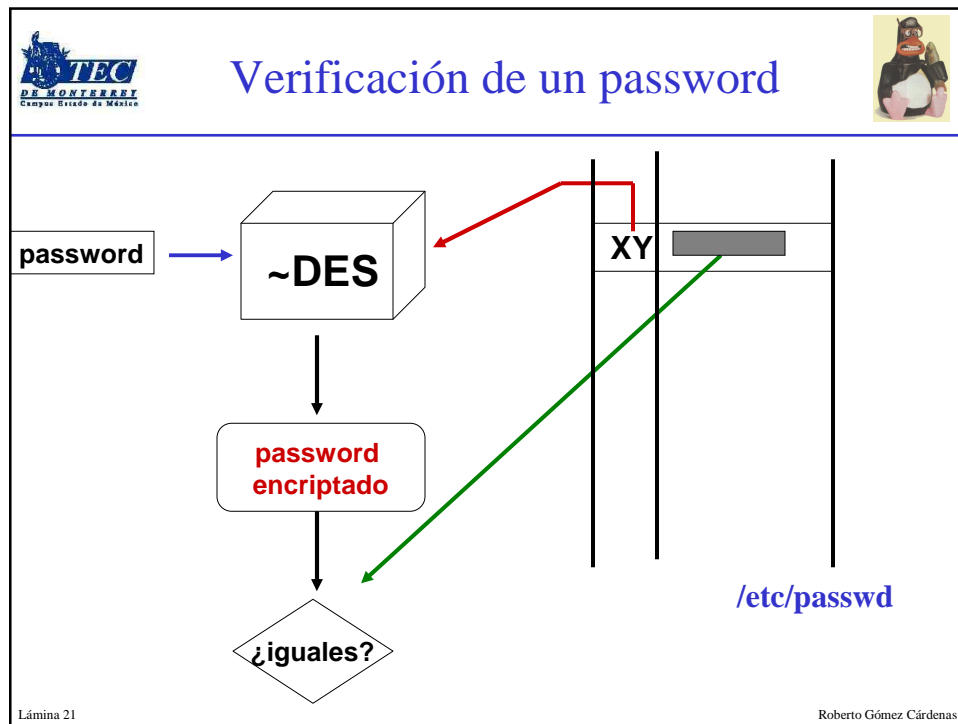 TEC
DE MONTERREY
Campus Estado de México
Verificación de un password
password
~DES
XY
password
encriptado
/etc/passwd
¿iguales?
Lámina 21
Roberto Gómez Cárdenas